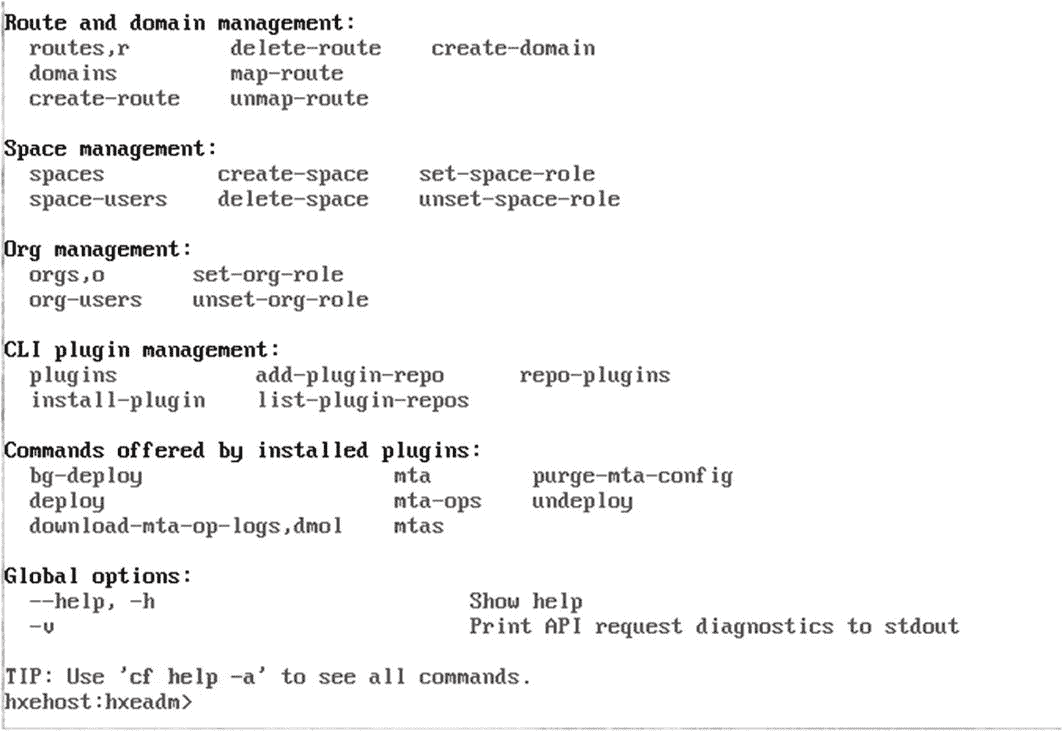 Route and domain management:
routes,r delete-route create-domain
domains map-route
create-route unmap-route
Space management:
spaces create-space set-space-role
space-users delete-space unset-space-role
Org management:
orgs,o set-org-role
org-users unset-org-role
CLI plugin management:
plugins add-plugin-repo repo-plugins
install-plugin list-plugin-repos
Commands offered by installed plugins:
bg-deploy mta purge-mta-config
deploy mta-ops undeploy
download-mta-op-logs,dmol mtas
Global options:
--help, -h Show help
-v Print API request diagnostics to stdout
TIP: Use 'cf help -a' to see all commands.
hxehost:hxeadm>